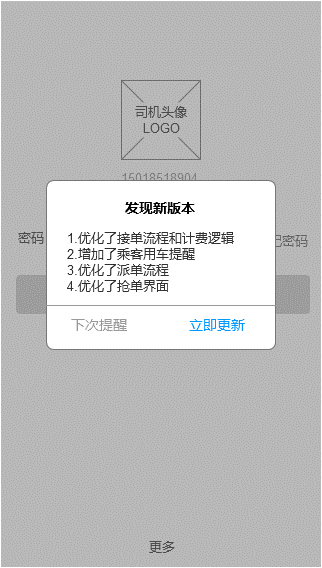 司机头像
LOGO
15018518904
发现新版本
密码
1.优化了接单流程和计费逻辑
2.增加了乘客用车提醒
3.优化了派单流程
4.优化了抢单界面
记密码
下次提醒
立即更新
更多